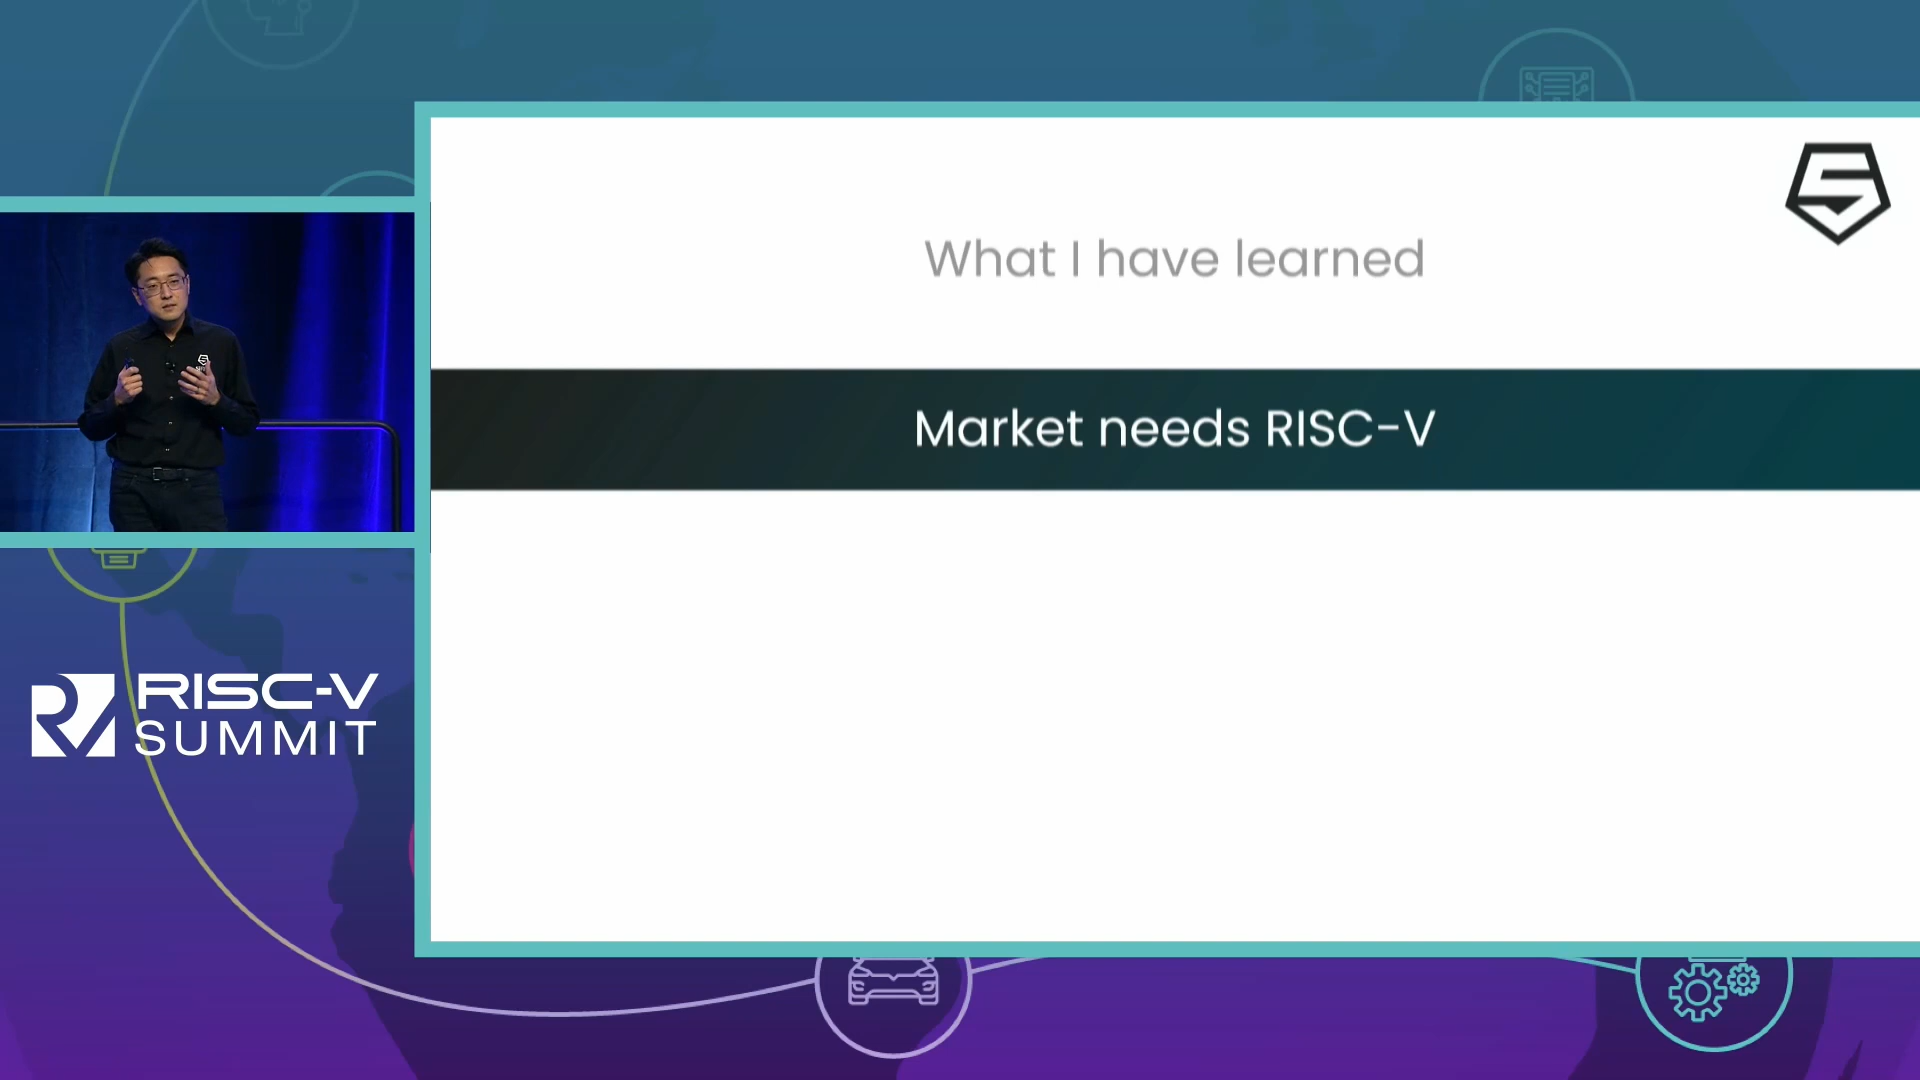 What I have learned
Market needs RISC-V
RISC-V
SUMMIT